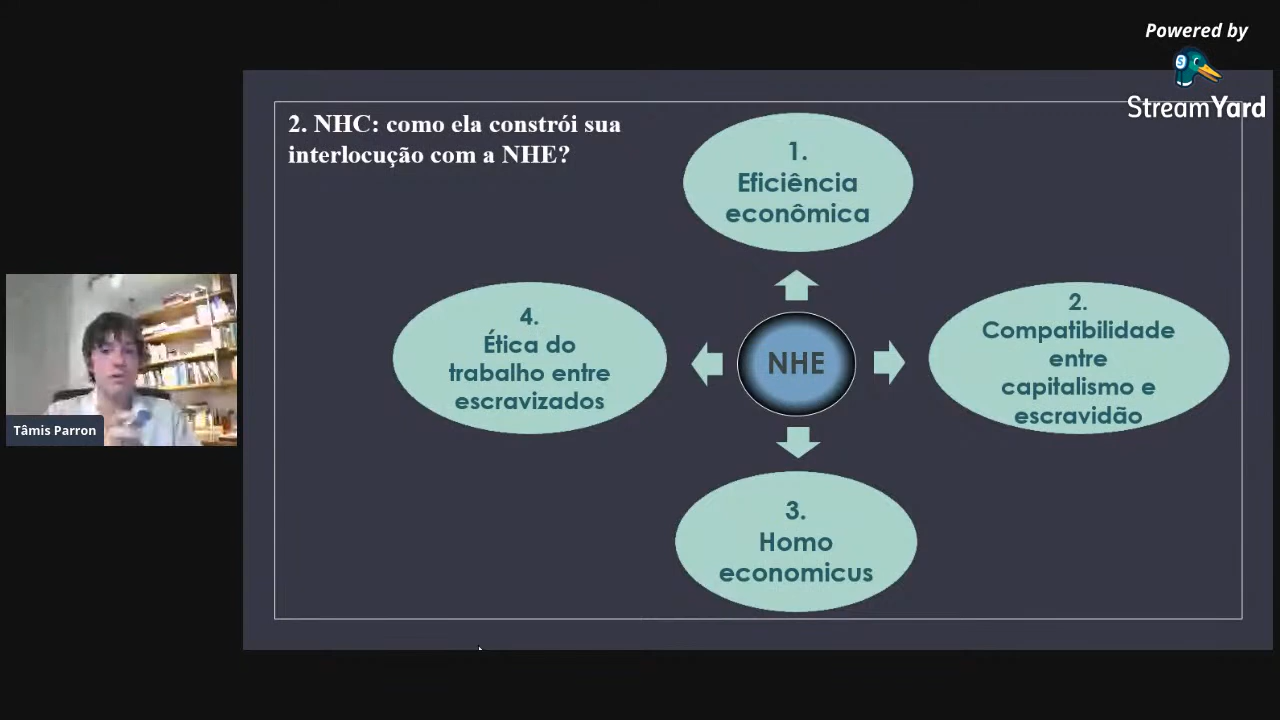 Powered by
StreamYard
2. NHC: como ela constrói sua
interlocução com a NHE?
1.
Eficiência
econômica
2.
Compatibilidade
entre
capitalismo e
escravidão
NHE
4.
Ética do
trabalho entre
escravizados
3.
Homo
economicus
Tâmis Parron